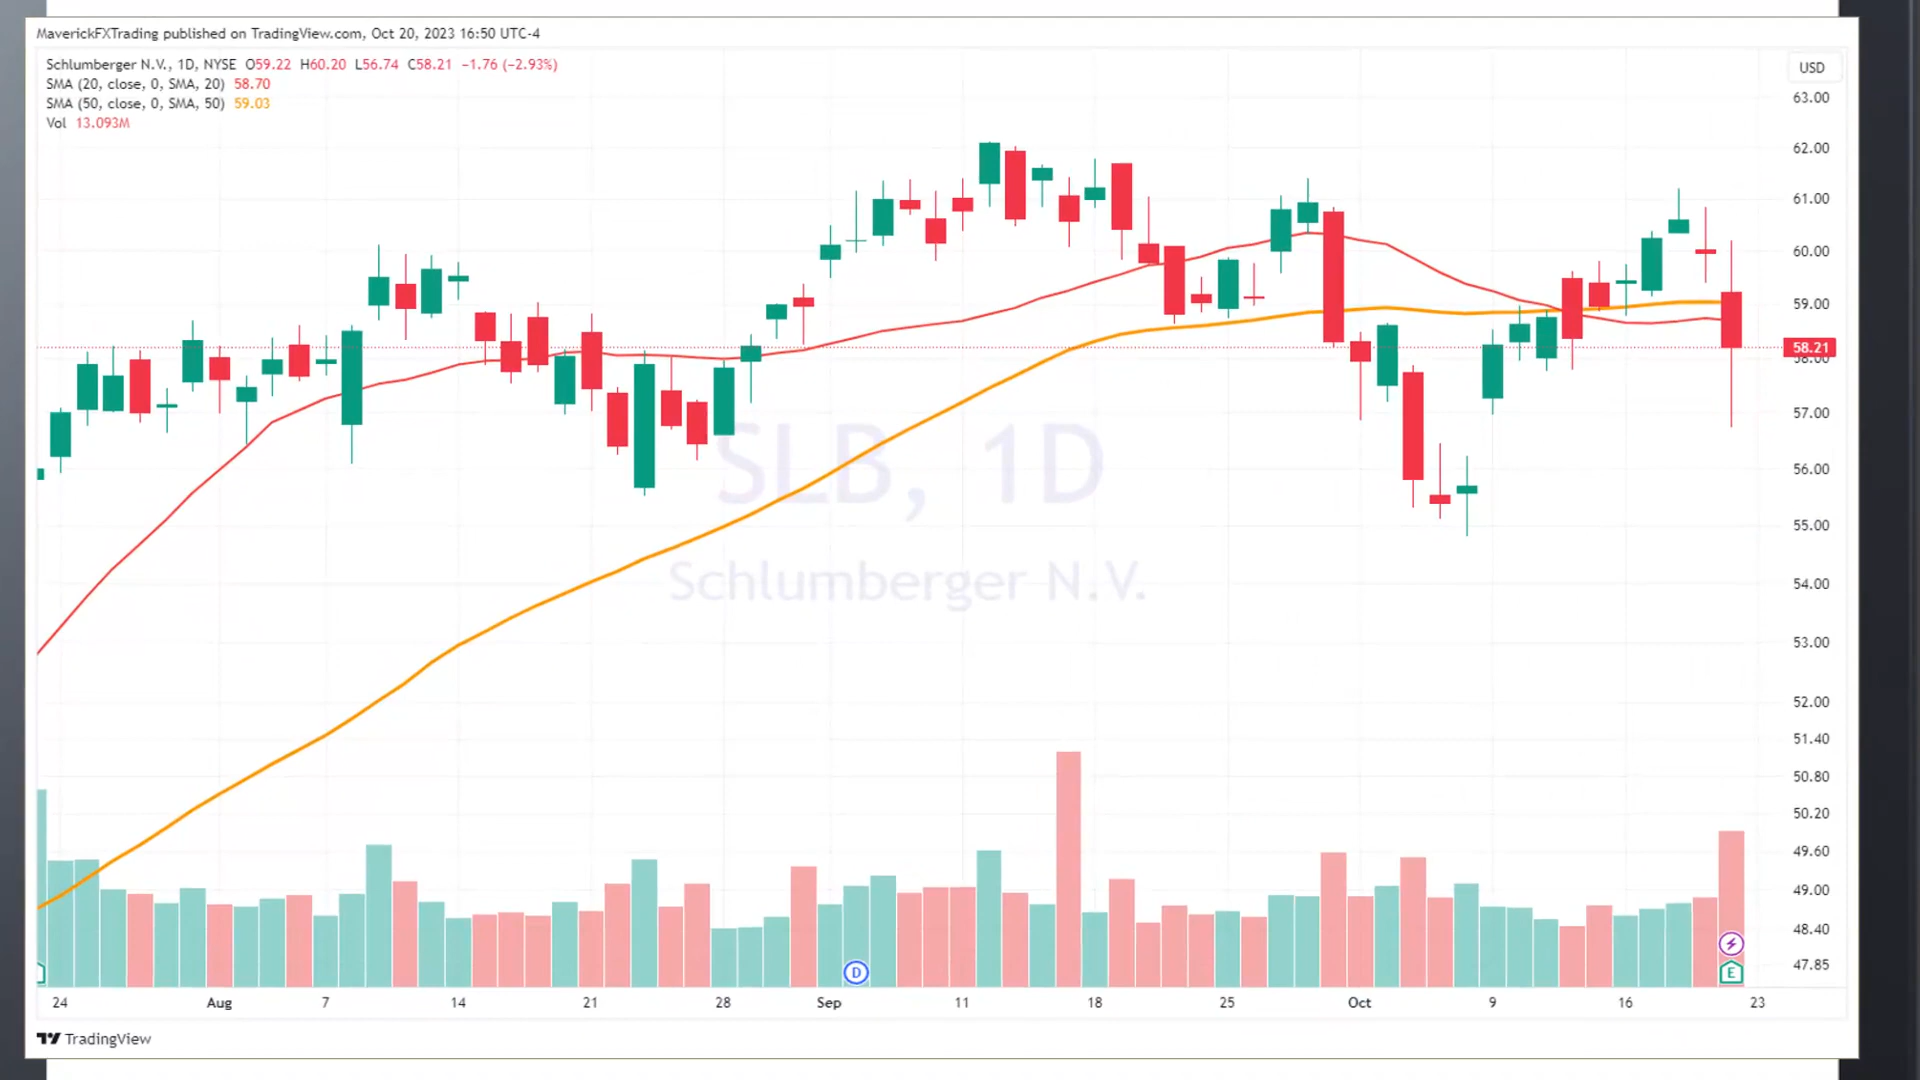 MaverickFXTrading published on TradingView.com, Oct 20, 2023 16:50 UTC-4
Schlumberger N.V., 1D, NYSE O59.22 H60.20 L56.74 C58.21 −1.76 (−2.93%)
SMA (20, close, 0, SMA, 20) 58.70
SMA (50, close, 0, SMA, 50) 59.03
Vol 13.093M
USD
63.00
62.00
61.00
60.00
59.00
58.21
58.00
57.00
56.00
55.00
54.00
53.00
52.00
51.40
50.80
50.20
49.60
49.00
48.40
47.85
SLB, 1D
Schlumberger N.V.
D
E
24 Aug 7 14 21 28 Sep 11 18 25 Oct 9 16 23
TradingView